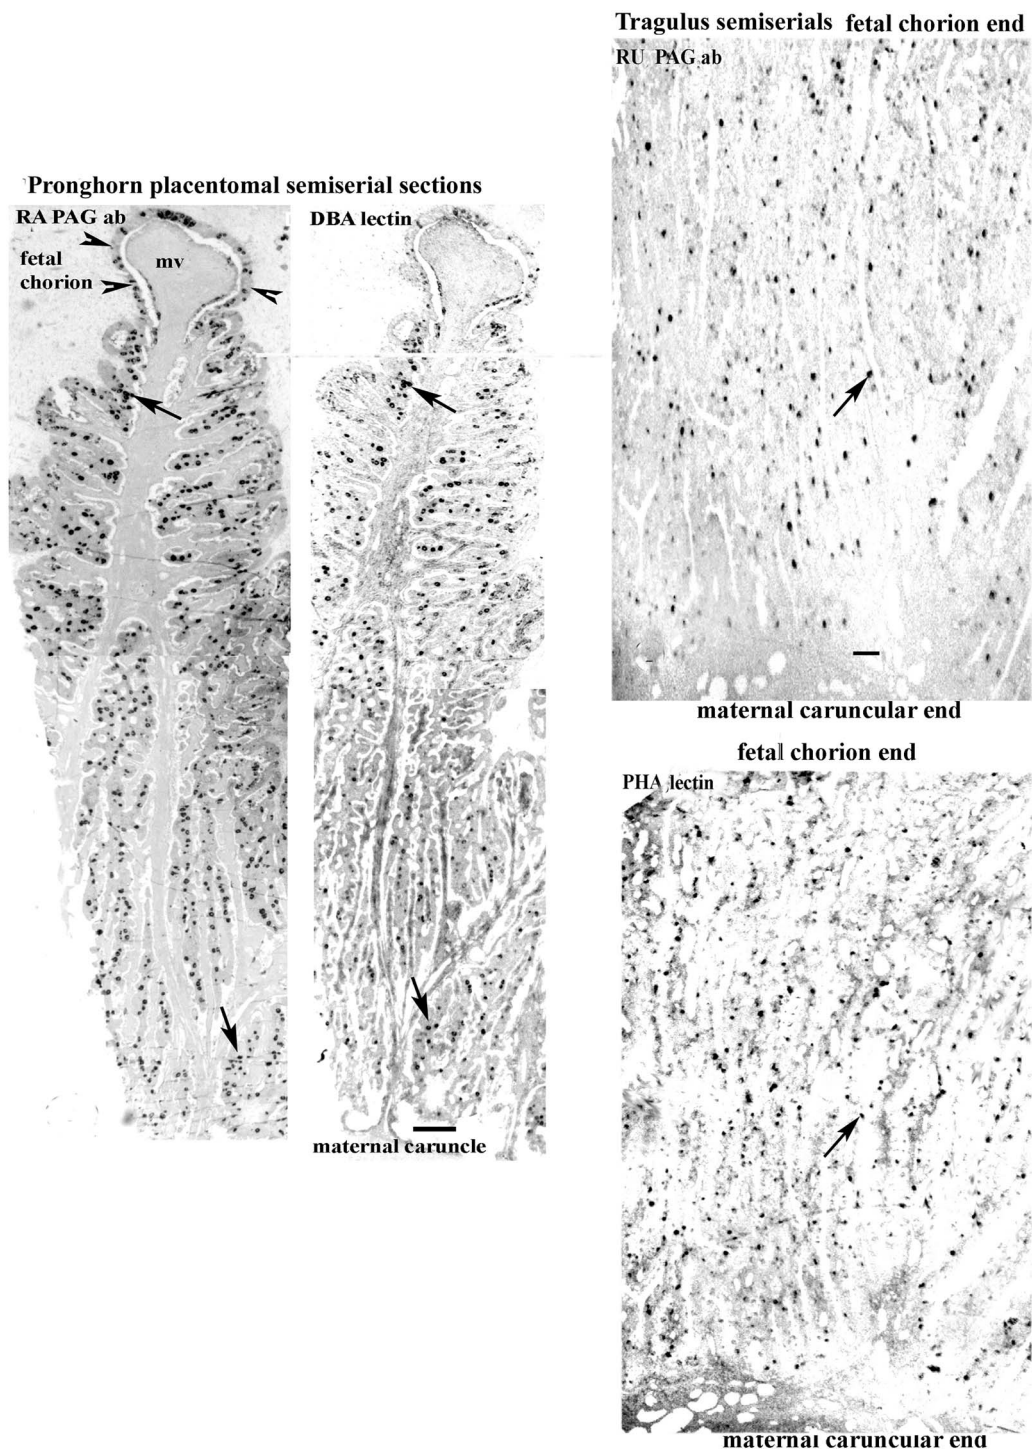 Pronghorn placentomal semiserial sections
RA PAG ab
fetal
chorion
mv
DBA lectin
maternal caruncle
Tragulus semiserials fetal chorion end
RU PAG ab
maternal caruncular end
fetal chorion end
PHA lectin
maternal caruncular end